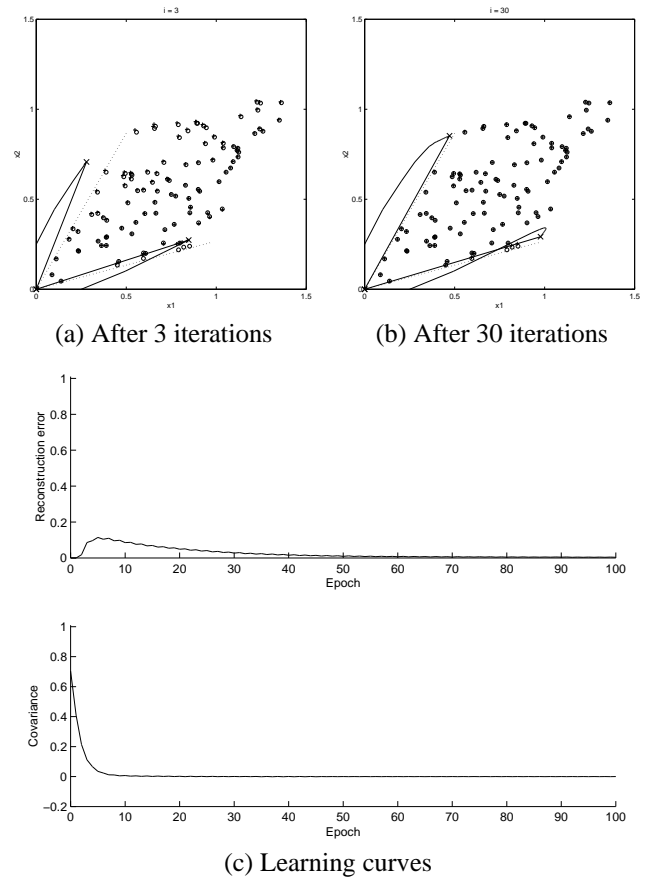 i = 3
1.5
1
x2
0.5
0
0
0.5
1
1.5
x1
i = 30
1.5
1
x2
0.5
0
0
0.5
1
1.5
x1
(a) After 3 iterations
(b) After 30 iterations
1
0.8
0.6
0.4
0.2
0
Reconstruction error
0 10 20 30 40 50 60 70 80 90 100
Epoch
1
0.8
0.6
0.4
0.2
0
−0.2
Covariance
0 10 20 30 40 50 60 70 80 90 100
Epoch
(c) Learning curves